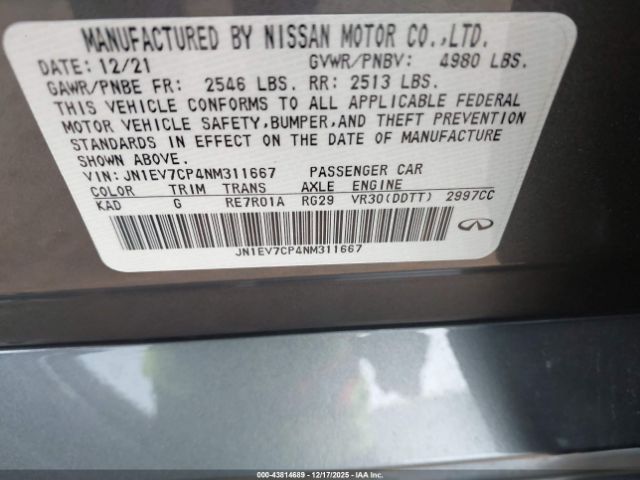 MANUFACTURED BY NISSAN MOTOR CO.,LTD.
DATE: 12/21 GVWR/PNBV: 4980 LBS.
GAWR/PNBE FR: 2546 LBS. RR: 2513 LBS.
THIS VEHICLE CONFORMS TO ALL APPLICABLE FEDERAL
MOTOR VEHICLE SAFETY,BUMPER,AND THEFT PREVENTION
STANDARDS IN EFFECT ON THE DATE OF MANUFACTURE
SHOWN ABOVE.
VIN: JN1EV7CP4NM311667 PASSENGER CAR
COLOR TRIM TRANS AXLE ENGINE
KAD G RE7R01A RG29 VR30(DDTT) 2997CC
JN1EV7CP4NM311667
INFINITI
000-43814689 | 12/17/2025 - IAAI.COM